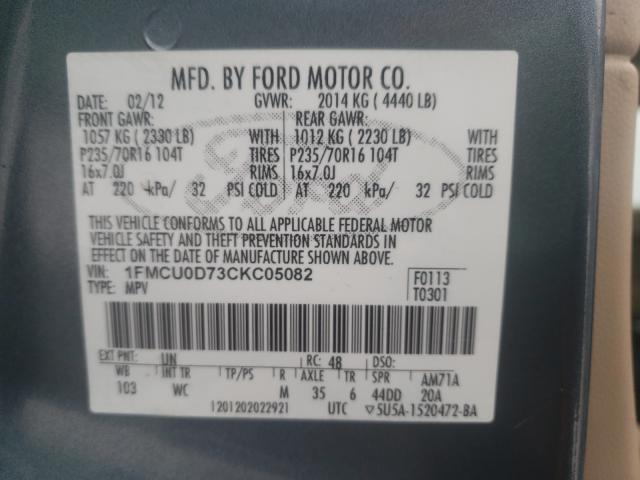 MFD. BY FORD MOTOR CO.
DATE: 02/12 GVWR: 2014 KG ( 4440 LB)
FRONT GAWR: REAR GAWR:
1057 KG ( 2330 LB) WITH 1012 KG ( 2230 LB) WITH
P235/70R16 104T TIRES P235/70R16 104T TIRES
16x7.0J RIMS 16x7.0J RIMS
AT 220 kPa/ 32 PSI COLD AT 220 kPa/ 32 PSI COLD
THIS VEHICLE CONFORMS TO ALL APPLICABLE FEDERAL MOTOR
VEHICLE SAFETY AND THEFT PREVENTION STANDARDS IN
EFFECT ON THE DATE OF MANUFACTURE SHOWN ABOVE.
VIN: 1FMCU0D73CKC05082 F0113
TYPE: MPV T0301
EXT PNT: UN RC: 48 DSO:
WB INT TR TP/PS R AXLE TR SPR AM71A
103 WC M 35 6 44DD 20A
1201202022921 UTC ▽5U5A-1520472-BA
Ford